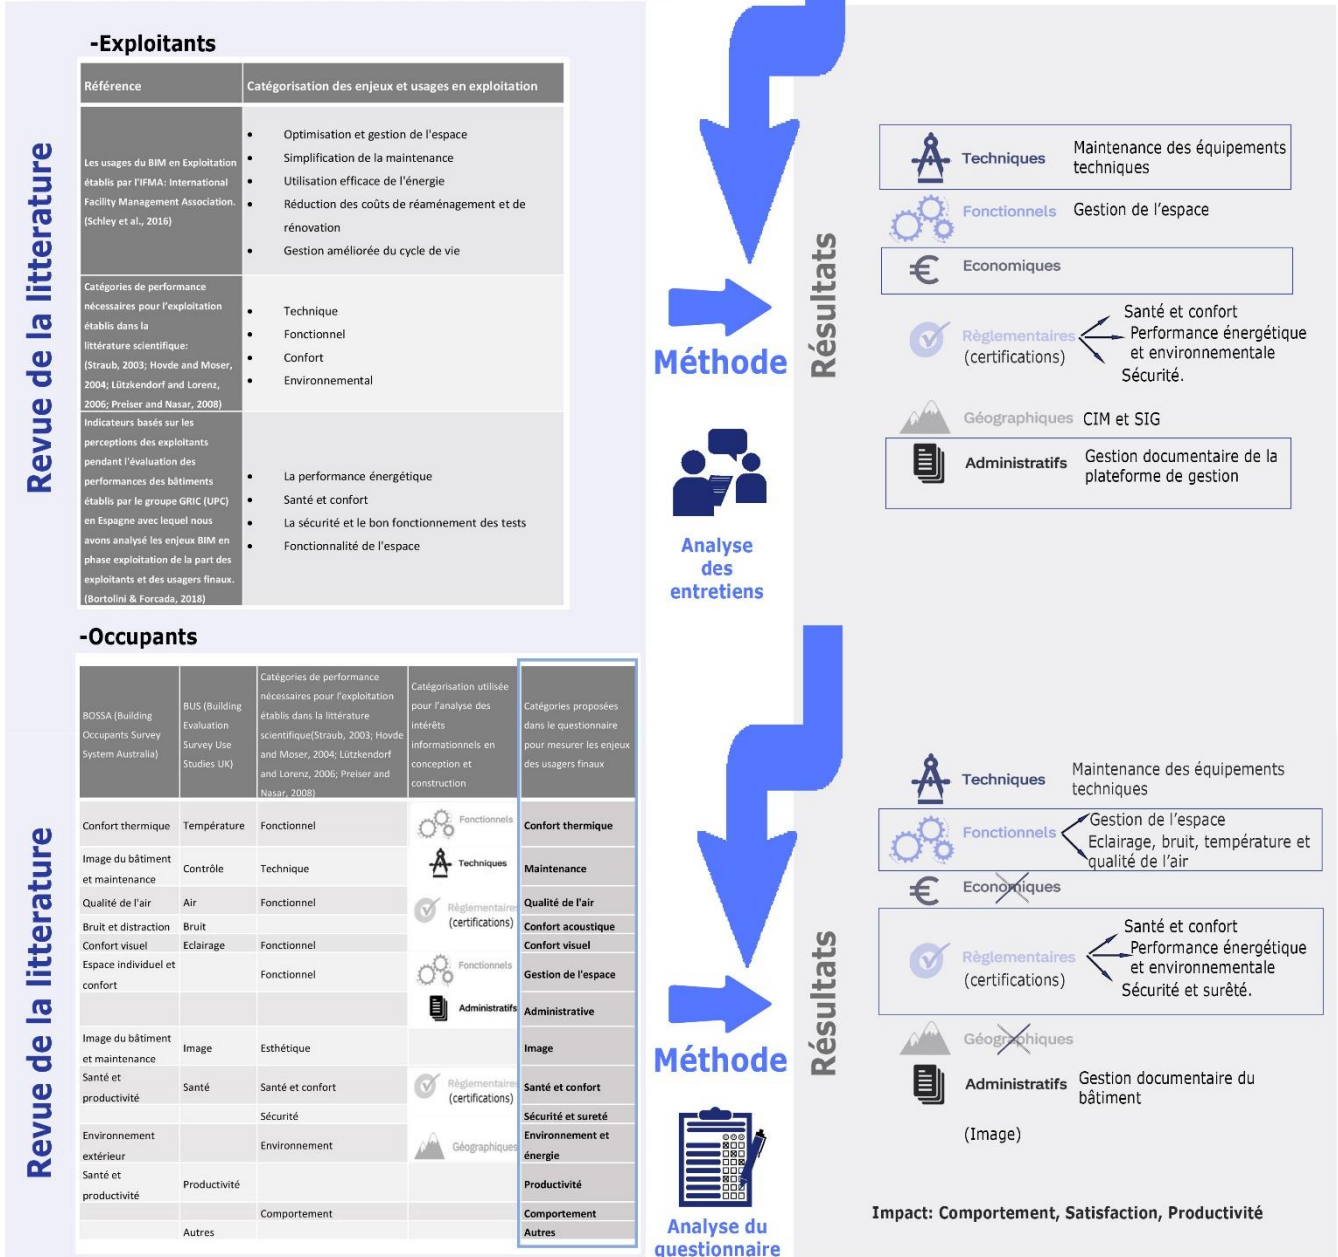 -Exploitants
Revue de la litterature
Référence
Catégorisation des enjeux et usages en exploitation
Les usages du BIM en Exploitation
établis par l'IFMA: International
Facility Management Association.
(Schley et al., 2016)
• Optimisation et gestion de l'espace
• Simplification de la maintenance
• Utilisation efficace de l'énergie
• Réduction des coûts de réaménagement et de
rénovation
• Gestion améliorée du cycle de vie
Catégories de performance
nécessaires pour l'exploitation
établis dans la
littérature scientifique:
(Straub, 2003; Hovde and Moser,
2004; Lützkendorf and Lorenz,
2006; Preiser and Nasar, 2008)
• Technique
• Fonctionnel
• Confort
• Environnemental
Indicateurs basés sur les
perceptions des exploitants
pendant l'évaluation des
performances des bâtiments
établis par le groupe GRIC (UPC)
en Espagne avec lequel nous
avons analysé les enjeux BIM en
phase exploitation de la part des
exploitants et des usagers finaux.
(Bortolini & Forcada, 2018)
• La performance énergétique
• Santé et confort
• La sécurité et le bon fonctionnement des tests
• Fonctionnalité de l'espace
Méthode
Analyse
des
entretiens
Résultats
Techniques
Maintenance des équipements
techniques
Fonctionnels
Gestion de l'espace
€ Economiques
Règlementaires
(certifications)
Santé et confort
Performance énergétique
et environnementale
Sécurité.
Géographiques
CIM et SIG
Administratifs
Gestion documentaire de la
plateforme de gestion
-Occupants
Revue de la litterature
BOSSA (Building
Occupants Survey
System Australia)
BUS (Building
Evaluation
Survey Use
Studies UK)
Catégories de performance
nécessaires pour l'exploitation
établis dans la littérature
scientifique(Straub, 2003; Hovde
and Moser, 2004; Lützkendorf
and Lorenz, 2006; Preiser and
Nasar, 2008)
Catégorisation utilisée
pour l'analyse des
intérêts
informationnels en
conception et
construction
Catégories proposées
dans le questionnaire
pour mesurer les enjeux
des usagers finaux
Confort thermique
Température
Fonctionnel
Fonctionnels
Confort thermique
Image du bâtiment
et maintenance
Contrôle
Technique
Techniques
Maintenance
Qualité de l'air
Air
Fonctionnel
Règlementaires
(certifications)
Qualité de l'air
Bruit et distraction
Bruit
Confort acoustique
Confort visuel
Eclairage
Fonctionnel
Confort visuel
Espace individuel et
confort
Fonctionnel
Fonctionnels
Gestion de l'espace
Administratifs
Administrative
Image du bâtiment
et maintenance
Image
Esthétique
Image
Santé et
productivité
Santé
Santé et confort
Règlementaires
(certifications)
Santé et confort
Sécurité
Sécurité et sureté
Environnement
extérieur
Environnement
Géographiques
Environnement et
énergie
Santé et
productivité
Productivité
Productivité
Comportement
Comportement
Autres
Autres
Méthode
Analyse du
questionnaire
Résultats
Techniques
Maintenance des équipements
techniques
Fonctionnels
Gestion de l'espace
Eclairage, bruit, température et
qualité de l'air
€ Economiques
Règlementaires
(certifications)
Santé et confort
Performance énergétique
et environnementale
Sécurité et surêté.
Géographiques
Administratifs
Gestion documentaire du
bâtiment
(Image)
Impact: Comportement, Satisfaction, Productivité